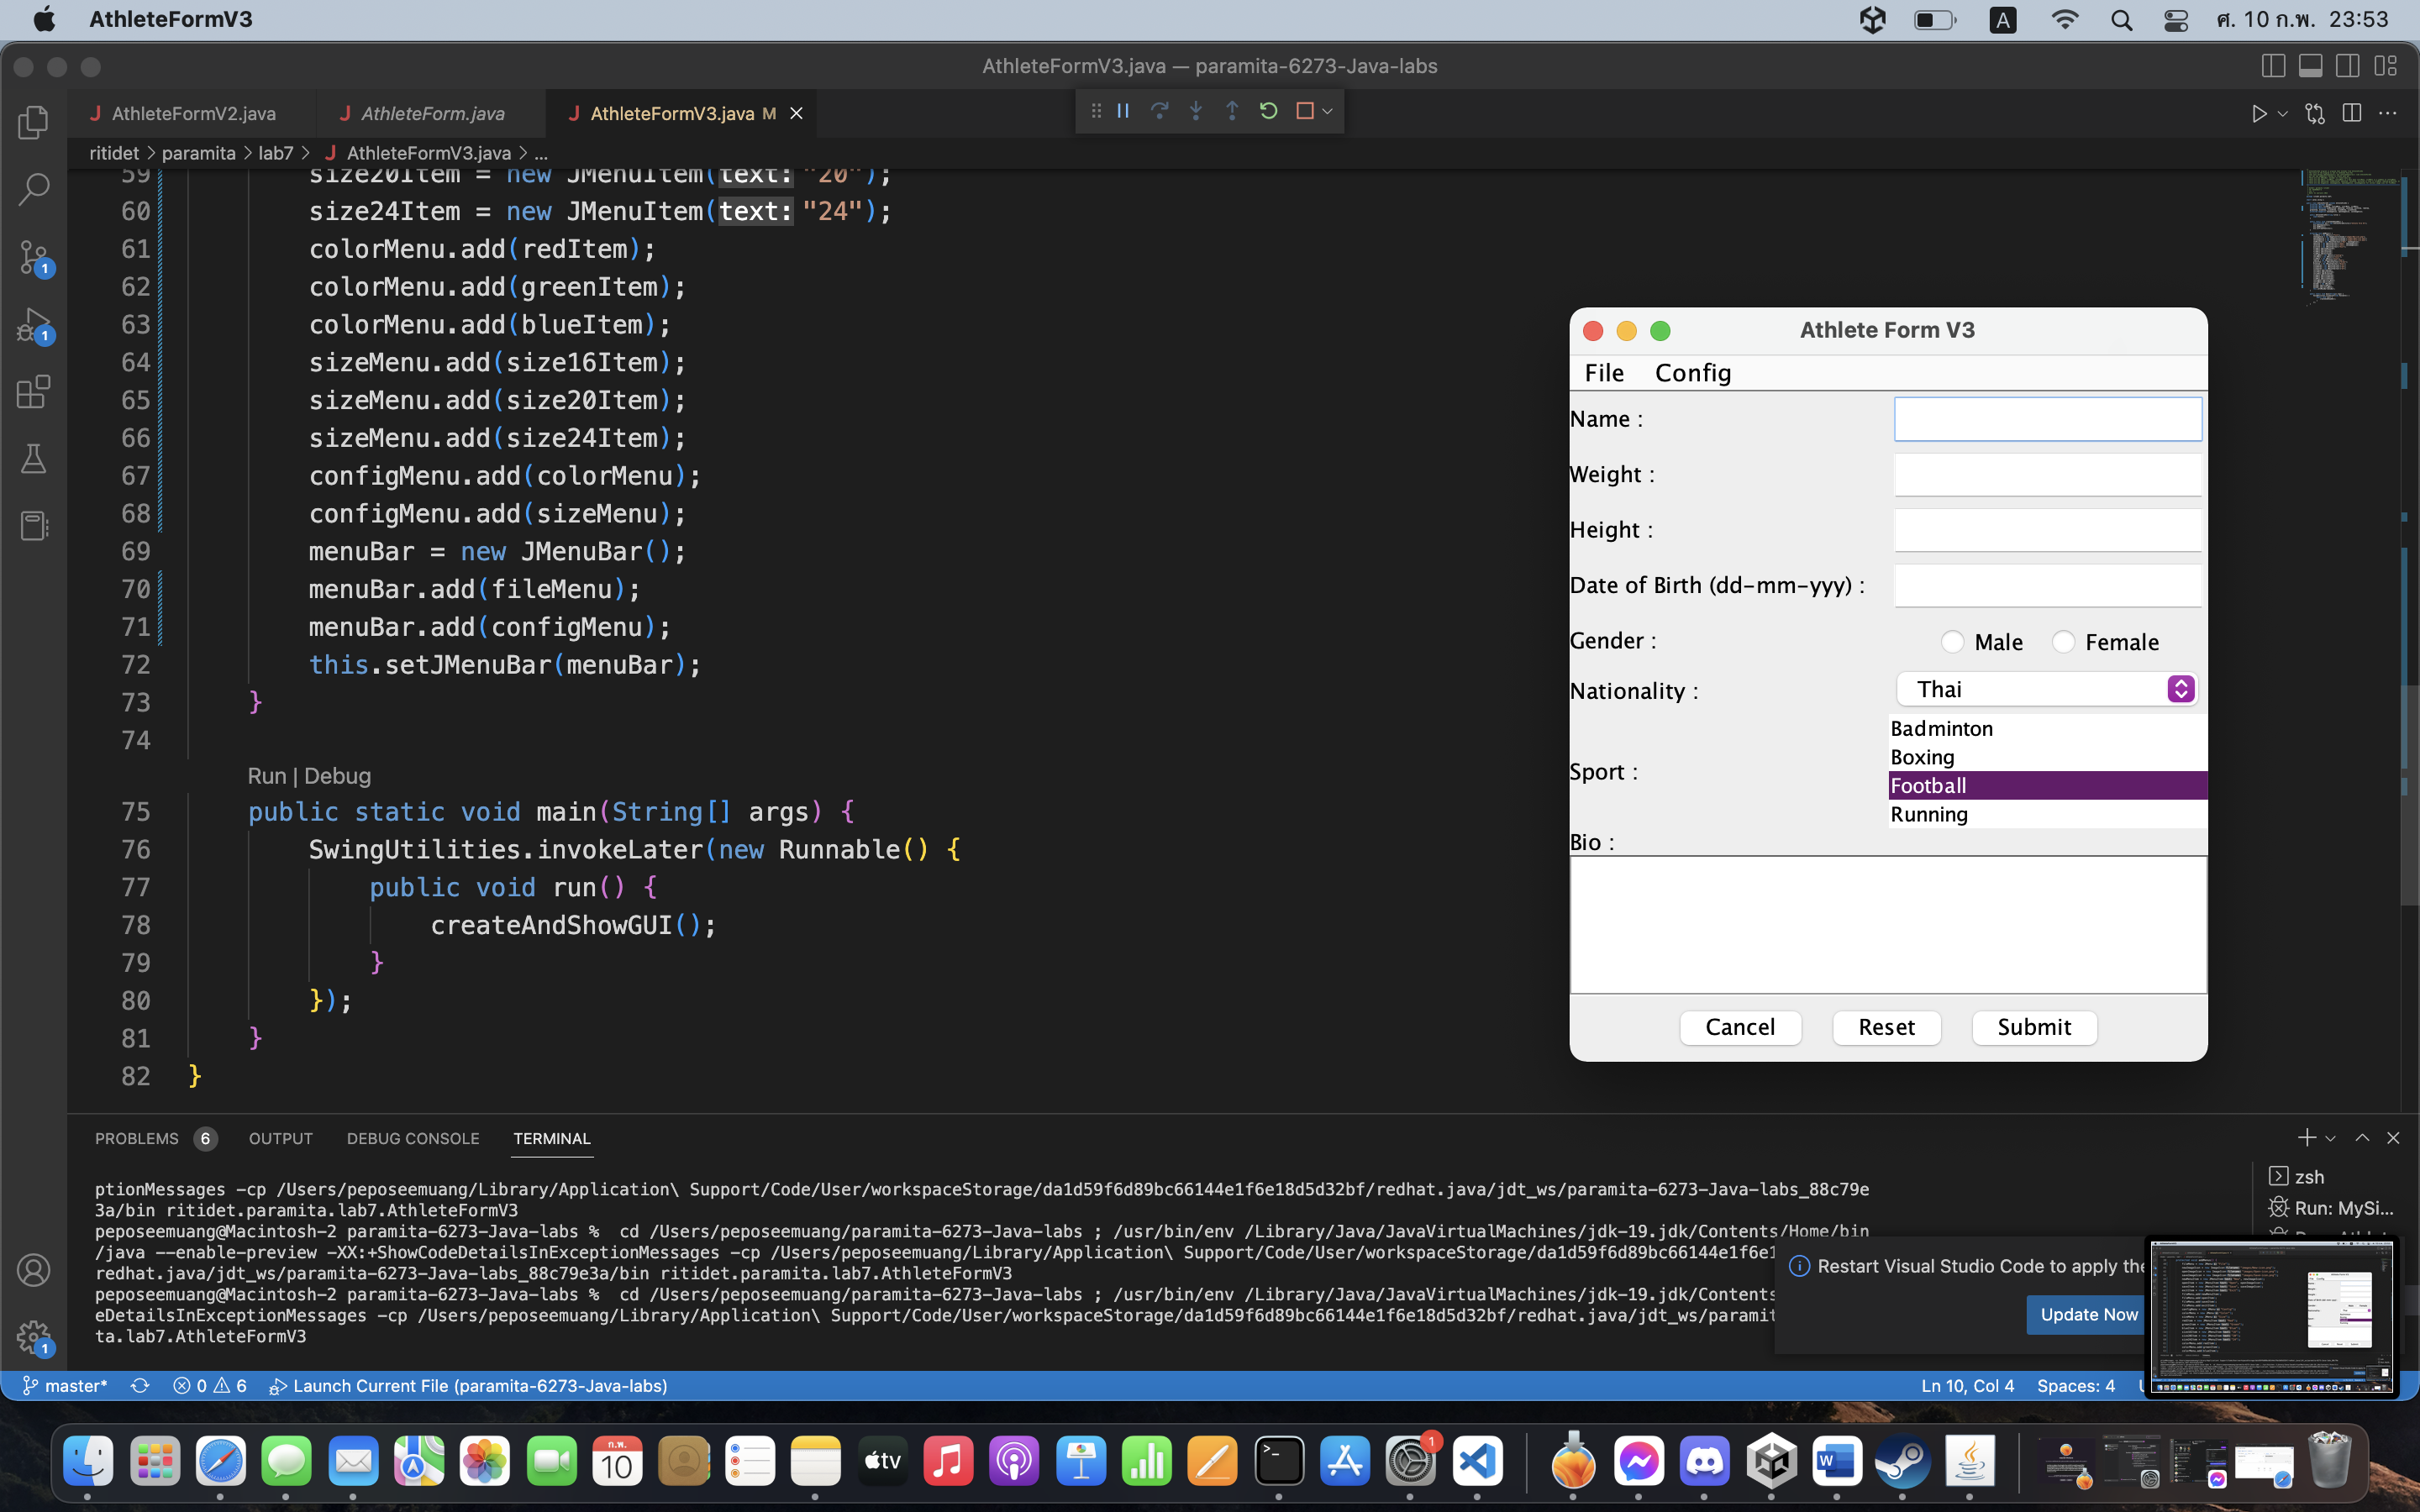 AthleteFormV3
A
ศ. 10 ก.พ. 23:53
AthleteFormV3.java — paramita-6273-Java-labs
J AthleteFormV2.java
J AthleteForm.java
J AthleteFormV3.java M
ritidet > paramita > lab7 > J AthleteFormV3.java > ...
59 size20Item = new JMenuItem(text: "20");
60 size24Item = new JMenuItem(text: "24");
61 colorMenu.add(redItem);
62 colorMenu.add(greenItem);
63 colorMenu.add(blueItem);
64 sizeMenu.add(size16Item);
65 sizeMenu.add(size20Item);
66 sizeMenu.add(size24Item);
67 configMenu.add(colorMenu);
68 configMenu.add(sizeMenu);
69 menuBar = new JMenuBar();
70 menuBar.add(fileMenu);
71 menuBar.add(configMenu);
72 this.setJMenuBar(menuBar);
73 }
74
Run | Debug
75 public static void main(String[] args) {
76 SwingUtilities.invokeLater(new Runnable() {
77 public void run() {
78 createAndShowGUI();
79 }
80 });
81 }
82 }
1
1
1
Athlete Form V3
File Config
Name :
Weight :
Height :
Date of Birth (dd-mm-yyy) :
Gender : Male Female
Nationality : Thai
Sport :
Badminton
Boxing
Football
Running
Bio :
Cancel Reset Submit
PROBLEMS 6 OUTPUT DEBUG CONSOLE TERMINAL
ptionMessages -cp /Users/peposeemuang/Library/Application\ Support/Code/User/workspaceStorage/da1d59f6d89bc66144e1f6e18d5d32bf/redhat.java/jdt_ws/paramita-6273-Java-labs_88c79e
3a/bin ritidet.paramita.lab7.AthleteFormV3
peposeemuang@Macintosh-2 paramita-6273-Java-labs % cd /Users/peposeemuang/paramita-6273-Java-labs ; /usr/bin/env /Library/Java/JavaVirtualMachines/jdk-19.jdk/Contents/Home/bin
/java --enable-preview -XX:+ShowCodeDetailsInExceptionMessages -cp /Users/peposeemuang/Library/Application\ Support/Code/User/workspaceStorage/da1d59f6d89bc66144e1f6e1
redhat.java/jdt_ws/paramita-6273-Java-labs_88c79e3a/bin ritidet.paramita.lab7.AthleteFormV3
peposeemuang@Macintosh-2 paramita-6273-Java-labs % cd /Users/peposeemuang/paramita-6273-Java-labs ; /usr/bin/env /Library/Java/JavaVirtualMachines/jdk-19.jdk/Contents
eDetailsInExceptionMessages -cp /Users/peposeemuang/Library/Application\ Support/Code/User/workspaceStorage/da1d59f6d89bc66144e1f6e18d5d32bf/redhat.java/jdt_ws/paramit
ta.lab7.AthleteFormV3
zsh
Run: MySi...
Restart Visual Studio Code to apply the
Update Now
master* 0 6 Launch Current File (paramita-6273-Java-labs)
Ln 10, Col 4 Spaces: 4
ก.พ.
10
tv
1
W